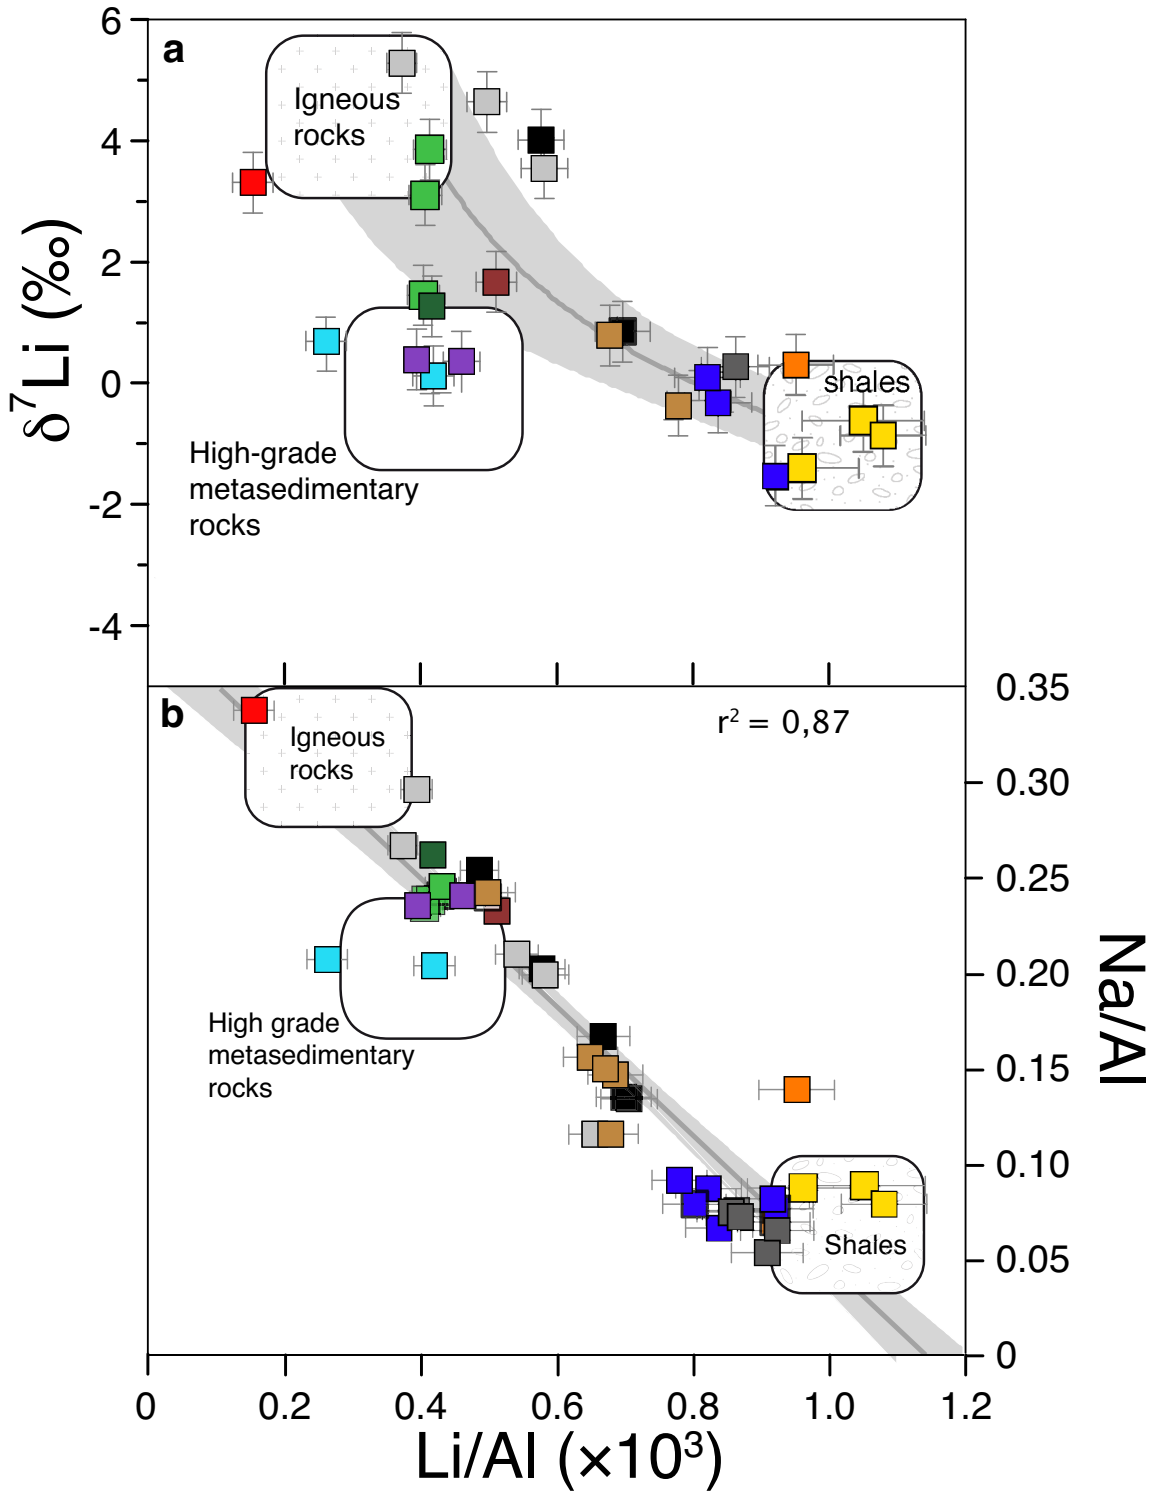 6
a
Igneous
rocks
4
2
0
-2
-4
δ⁷Li (‰)
shales
High-grade
metasedimentary
rocks
b
r² = 0,87
Igneous
rocks
High grade
metasedimentary
rocks
Shales
0.35
0.30
0.25
0.20
0.15
0.10
0.05
0
Na/Al
0 0.2 0.4 0.6 0.8 1.0 1.2
Li/Al (×10³)